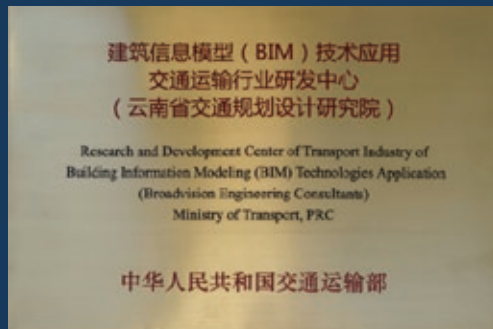 建筑信息模型（BIM）技术应用
交通运输行业研发中心
（云南省交通规划设计研究院）
Research and Development Center of Transport Industry of
Building Information Modeling (BIM) Technologies Application
(Broadvision Engineering Consultants)
Ministry of Transport, PRC
中华人民共和国交通运输部